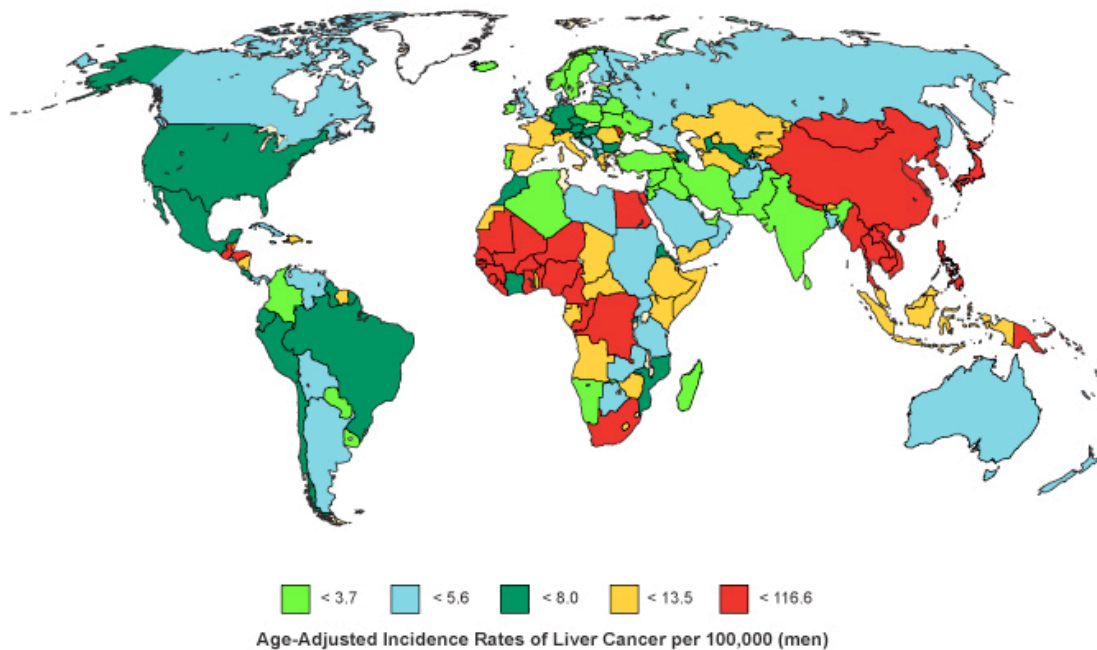 < 3.7 < 5.6 < 8.0 < 13.5 < 116.6
Age-Adjusted Incidence Rates of Liver Cancer per 100,000 (men)